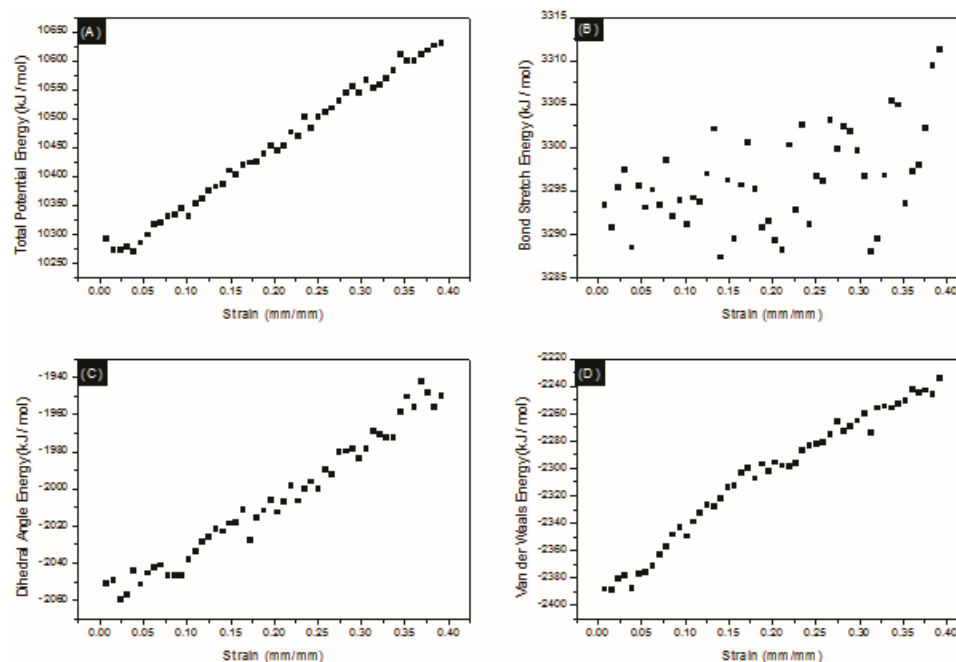 (A)
Total Potential Energy (kJ / mol)
10650
10600
10550
10500
10450
10400
10350
10300
10250
0.00 0.05 0.10 0.15 0.20 0.25 0.30 0.35 0.40
Strain (mm/mm)
(B)
Bond Stretch Energy (kJ / mol)
3315
3310
3305
3300
3295
3290
3285
0.00 0.05 0.10 0.15 0.20 0.25 0.30 0.35 0.40
Strain (mm/mm)
(C)
Dihedral Angle Energy(kJ / mol)
-1940
-1960
-1980
-2000
-2020
-2040
-2060
0.00 0.05 0.10 0.15 0.20 0.25 0.30 0.35 0.40
Strain (mm/mm)
(D)
Van der Waals Energy(kJ / mol)
-2220
-2240
-2260
-2280
-2300
-2320
-2340
-2360
-2380
-2400
0.00 0.05 0.10 0.15 0.20 0.25 0.30 0.35 0.40
Strain (mm/mm)